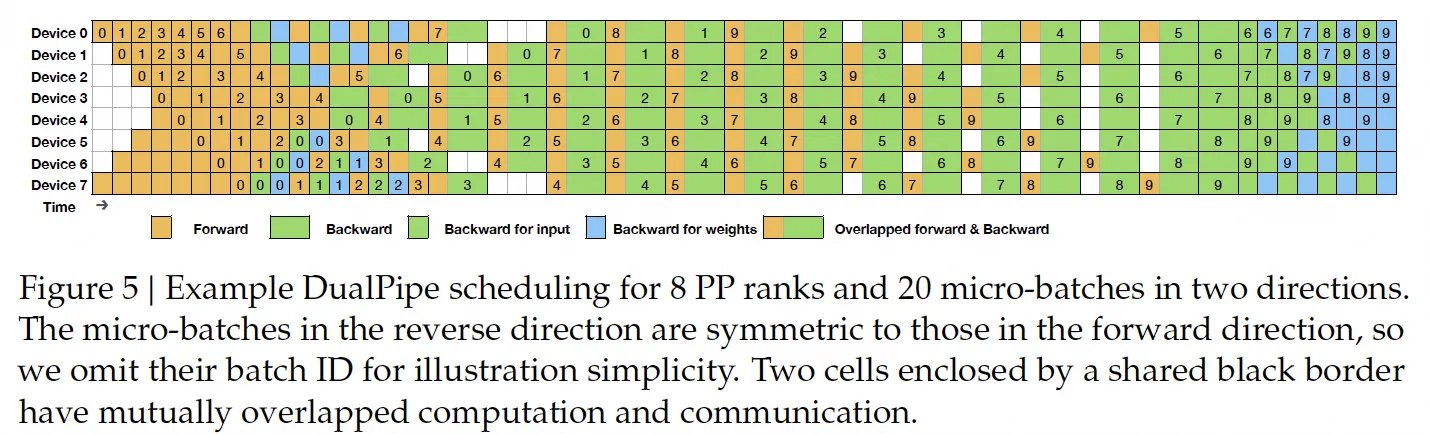 Device 0 0 1 2 3 4 5 6 7 0 8 1 9 2 3 4 5 6 6 7 7 8 8 9 9
Device 1 0 1 2 3 4 5 6 0 7 1 8 2 9 3 4 5 6 7 8 7 9 8 9
Device 2 0 1 2 3 4 5 0 6 1 7 2 8 3 9 4 5 6 7 8 7 9 8 9
Device 3 0 1 2 3 4 0 5 1 6 2 7 3 8 4 9 5 6 7 8 9 8 9
Device 4 0 1 2 3 0 4 1 5 2 6 3 7 4 8 5 9 6 7 8 9 8 9
Device 5 0 1 2 0 0 3 1 4 2 5 3 6 4 7 5 8 6 9 7 8 9 9
Device 6 0 1 0 0 2 1 1 3 2 4 3 5 4 6 5 7 6 8 7 9 8 9 9
Device 7 0 0 0 1 1 1 2 2 2 3 3 4 4 5 5 6 6 7 7 8 8 9 9
Time →
Forward Backward Backward for input Backward for weights Overlapped forward & Backward
Figure 5 | Example DualPipe scheduling for 8 PP ranks and 20 micro-batches in two directions.
The micro-batches in the reverse direction are symmetric to those in the forward direction, so
we omit their batch ID for illustration simplicity. Two cells enclosed by a shared black border
have mutually overlapped computation and communication.